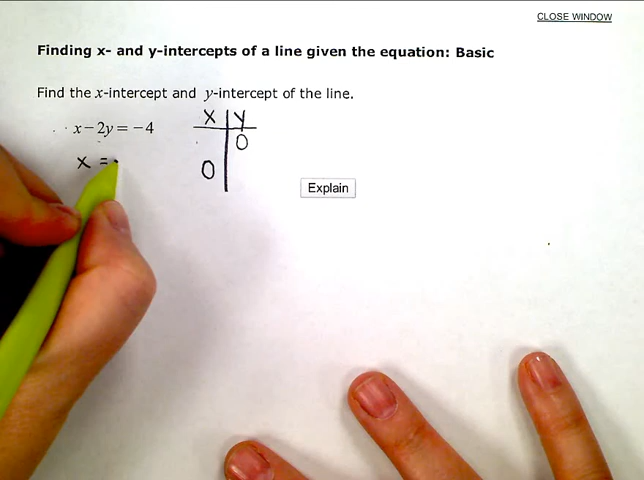 CLOSE WINDOW
Finding x- and y-intercepts of a line given the equation: Basic
Find the x-intercept and y-intercept of the line.
x − 2y = −4
X Y
0
0
x =
Explain